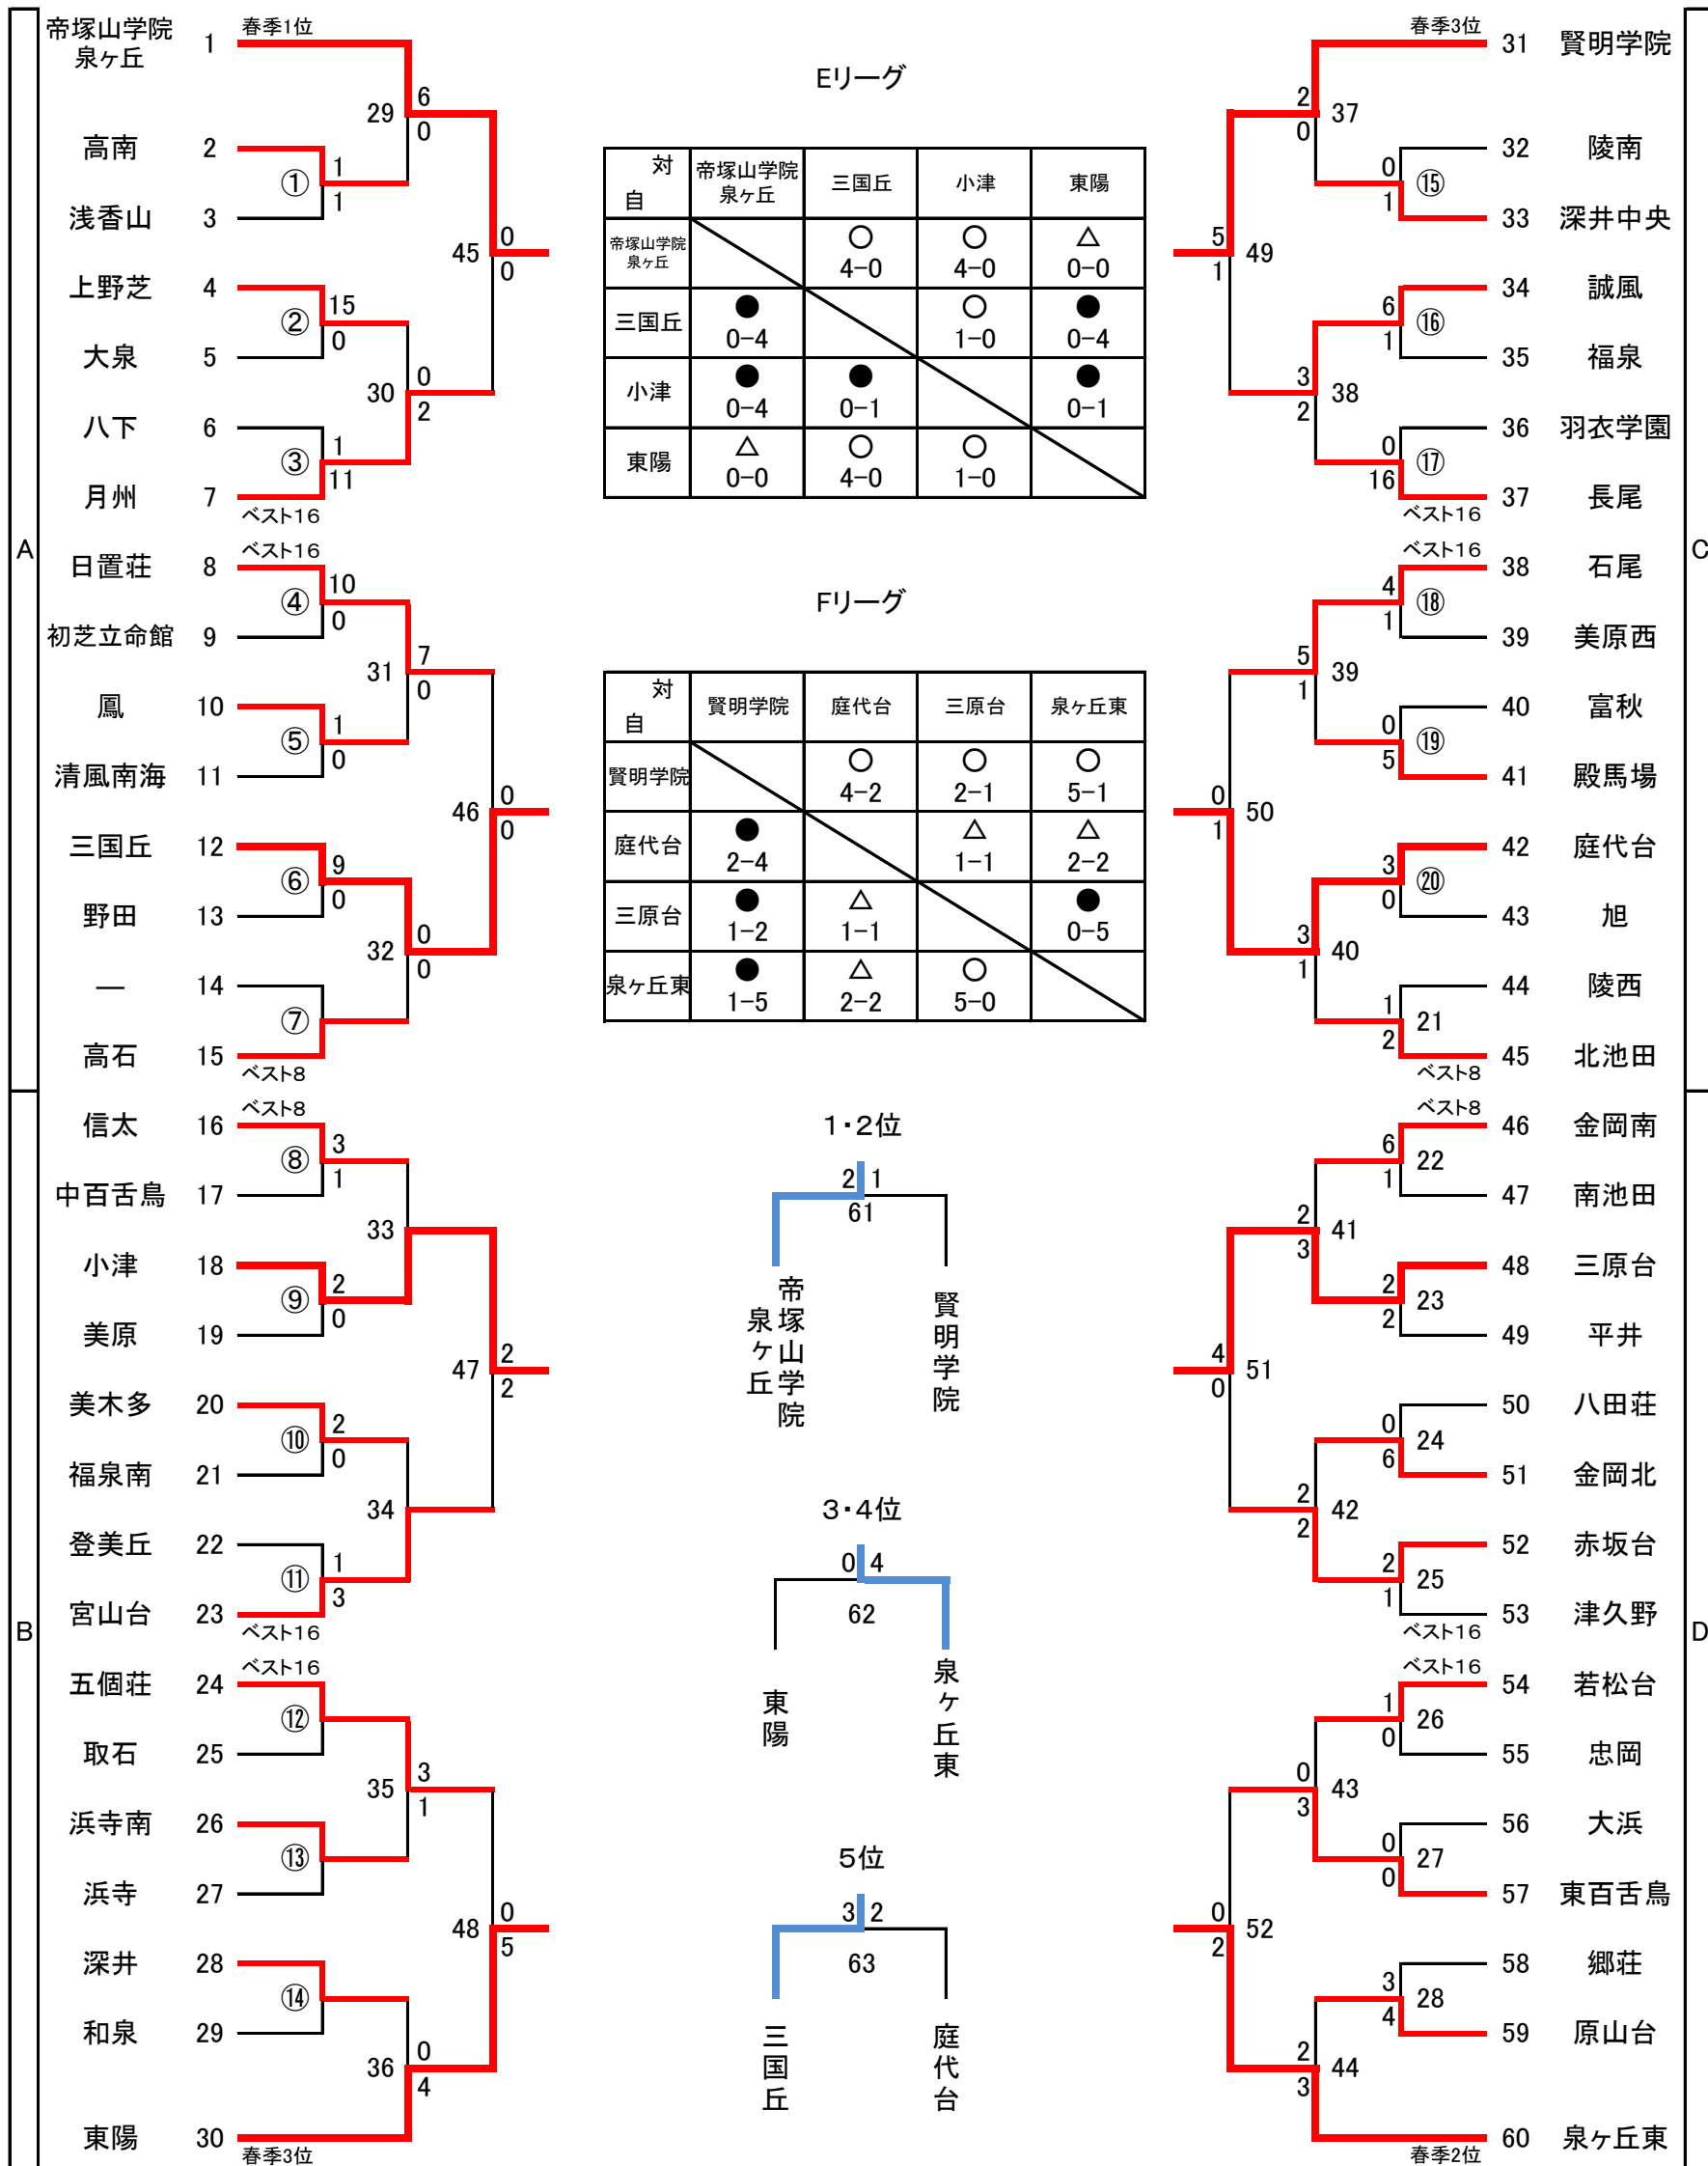 A
帝塚山学院
泉ヶ丘
1
春季1位
高南
2
浅香山
3
①
1
1
29
6
0
上野芝
4
大泉
5
②
15
0
八下
6
月州
7
ベスト16
③
1
11
30
0
2
45
0
0
日置荘
8
ベスト16
初芝立命館
9
④
10
0
鳳
10
清風南海
11
⑤
1
0
31
7
0
三国丘
12
野田
13
⑥
9
0
―
14
高石
15
ベスト8
⑦
32
0
0
46
0
0
B
信太
16
ベスト8
中百舌鳥
17
⑧
3
1
小津
18
美原
19
⑨
2
0
33
美木多
20
福泉南
21
⑩
2
0
登美丘
22
宮山台
23
ベスト16
⑪
1
3
34
47
2
2
五個荘
24
ベスト16
取石
25
⑫
浜寺南
26
浜寺
27
⑬
35
3
1
深井
28
和泉
29
⑭
東陽
30
春季3位
36
0
4
48
0
5
Eリーグ
対
自
帝塚山学院
泉ヶ丘
三国丘
小津
東陽
帝塚山学院
泉ヶ丘
○
4-0
○
4-0
△
0-0
三国丘
●
0-4
○
1-0
●
0-4
小津
●
0-4
●
0-1
●
0-1
東陽
△
0-0
○
4-0
○
1-0
Fリーグ
対
自
賢明学院
庭代台
三原台
泉ヶ丘東
賢明学院
○
4-2
○
2-1
○
5-1
庭代台
●
2-4
△
1-1
△
2-2
三原台
●
1-2
△
1-1
●
0-5
泉ヶ丘東
●
1-5
△
2-2
○
5-0
1・2位
2
1
61
帝塚山学院
泉ヶ丘
賢明学院
3・4位
0
4
62
東陽
泉ヶ丘東
5位
3
2
63
三国丘
庭代台
C
春季3位
31
賢明学院
32
陵南
33
深井中央
⑮
0
1
37
2
0
34
誠風
35
福泉
⑯
6
1
36
羽衣学園
37
長尾
ベスト16
⑰
0
16
38
3
2
49
5
1
ベスト16
38
石尾
39
美原西
⑱
4
1
40
富秋
41
殿馬場
⑲
0
5
39
5
1
42
庭代台
43
旭
⑳
3
0
44
陵西
45
北池田
ベスト8
21
1
2
40
3
1
50
0
1
D
ベスト8
46
金岡南
47
南池田
22
6
1
48
三原台
49
平井
23
2
2
41
2
3
50
八田荘
51
金岡北
24
0
6
52
赤坂台
53
津久野
ベスト16
25
2
1
42
2
2
51
4
0
ベスト16
54
若松台
55
忠岡
26
1
0
56
大浜
57
東百舌鳥
27
0
0
43
0
3
58
郷荘
59
原山台
28
3
4
60
泉ヶ丘東
春季2位
44
2
3
52
0
2